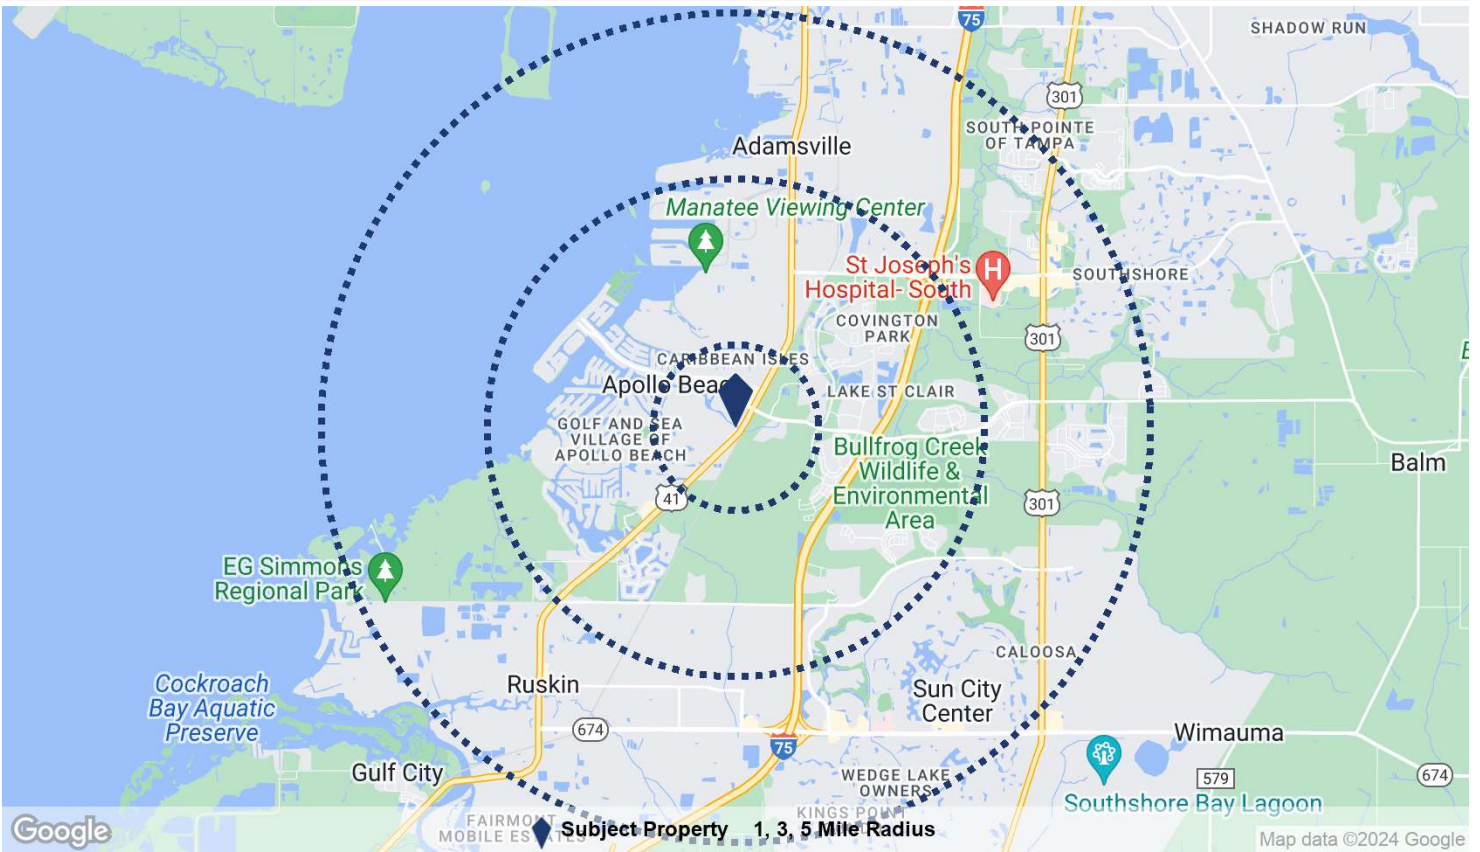 75
SHADOW RUN
301
SOUTH POINTE
OF TAMPA
Adamsville
Manatee Viewing Center
St Joseph's
Hospital- South
H
SOUTHSHORE
COVINGTON
PARK
301
CARIBBEAN ISLES
Apollo Beac
LAKE ST CLAIR
GOLF AND SEA
VILLAGE OF
APOLLO BEACH
Bullfrog Creek
Wildlife &
Environmental
Area
Balm
41
301
EG Simmons
Regional Park
CALOOSA
Cockroach
Bay Aquatic
Preserve
Ruskin
Sun City
Center
674
75
Wimauma
Gulf City
WEDGE LAKE
OWNERS
579
674
Southshore Bay Lagoon
KINGS POINT
FAIRMONT
MOBILE ESTATES
Google
Subject Property 1, 3, 5 Mile Radius
Map data ©2024 Google